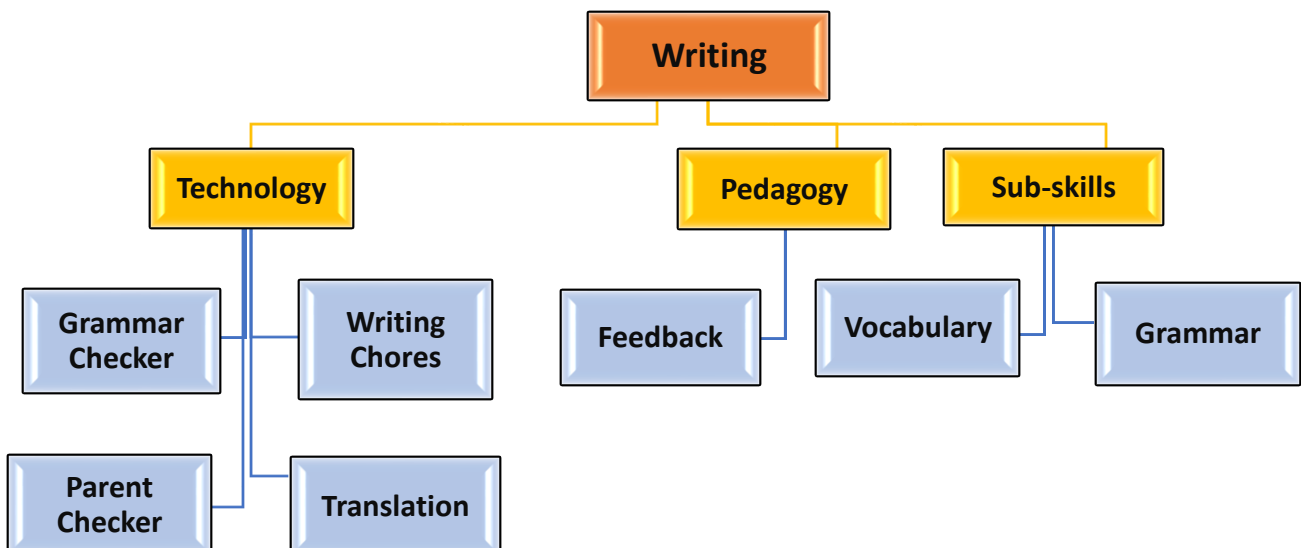 Writing
Technology
Pedagogy
Sub-skills
Grammar
Checker
Writing
Chores
Feedback
Vocabulary
Grammar
Parent
Checker
Translation